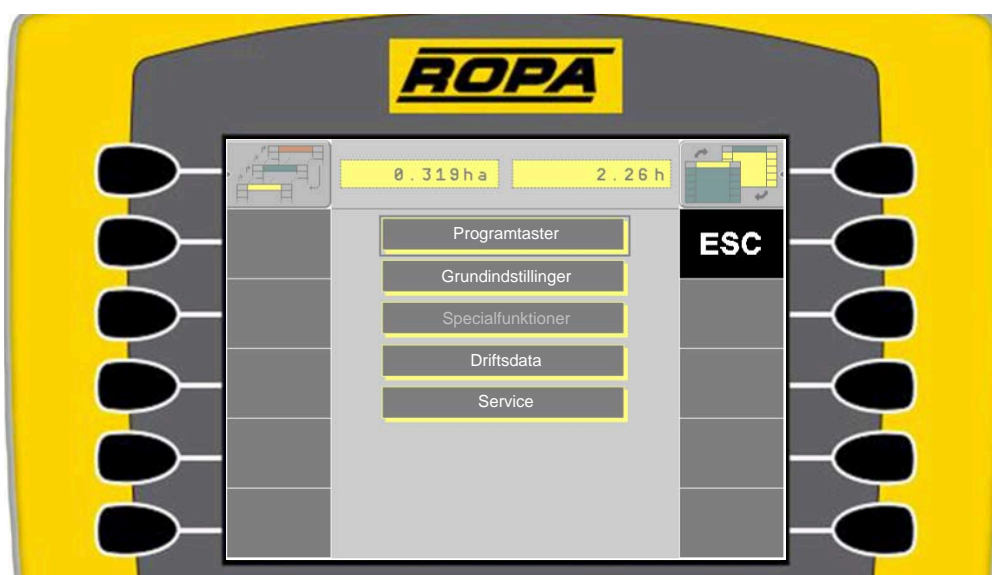 ROPA
0.319ha
2.26h
Programtaster
ESC
Grundindstillinger
Specialfunktioner
Driftsdata
Service